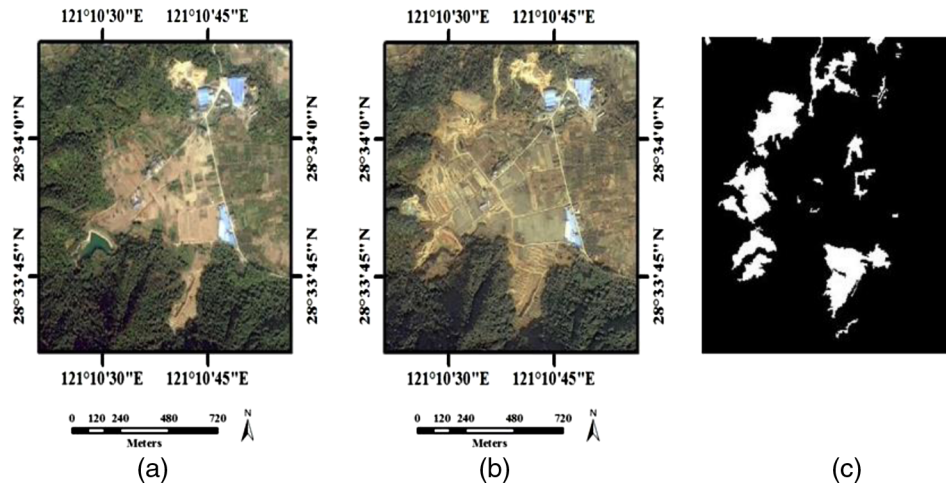 121°10'30"E 121°10'45"E 121°10'30"E 121°10'45"E
28°34'0"N 28°34'0"N 28°34'0"N 28°34'0"N
28°33'45"N 28°33'45"N 28°33'45"N 28°33'45"N
121°10'30"E 121°10'45"E 121°10'30"E 121°10'45"E
0 120 240 480 720 N 0 120 240 480 720 N
Meters Meters
(a) (b) (c)